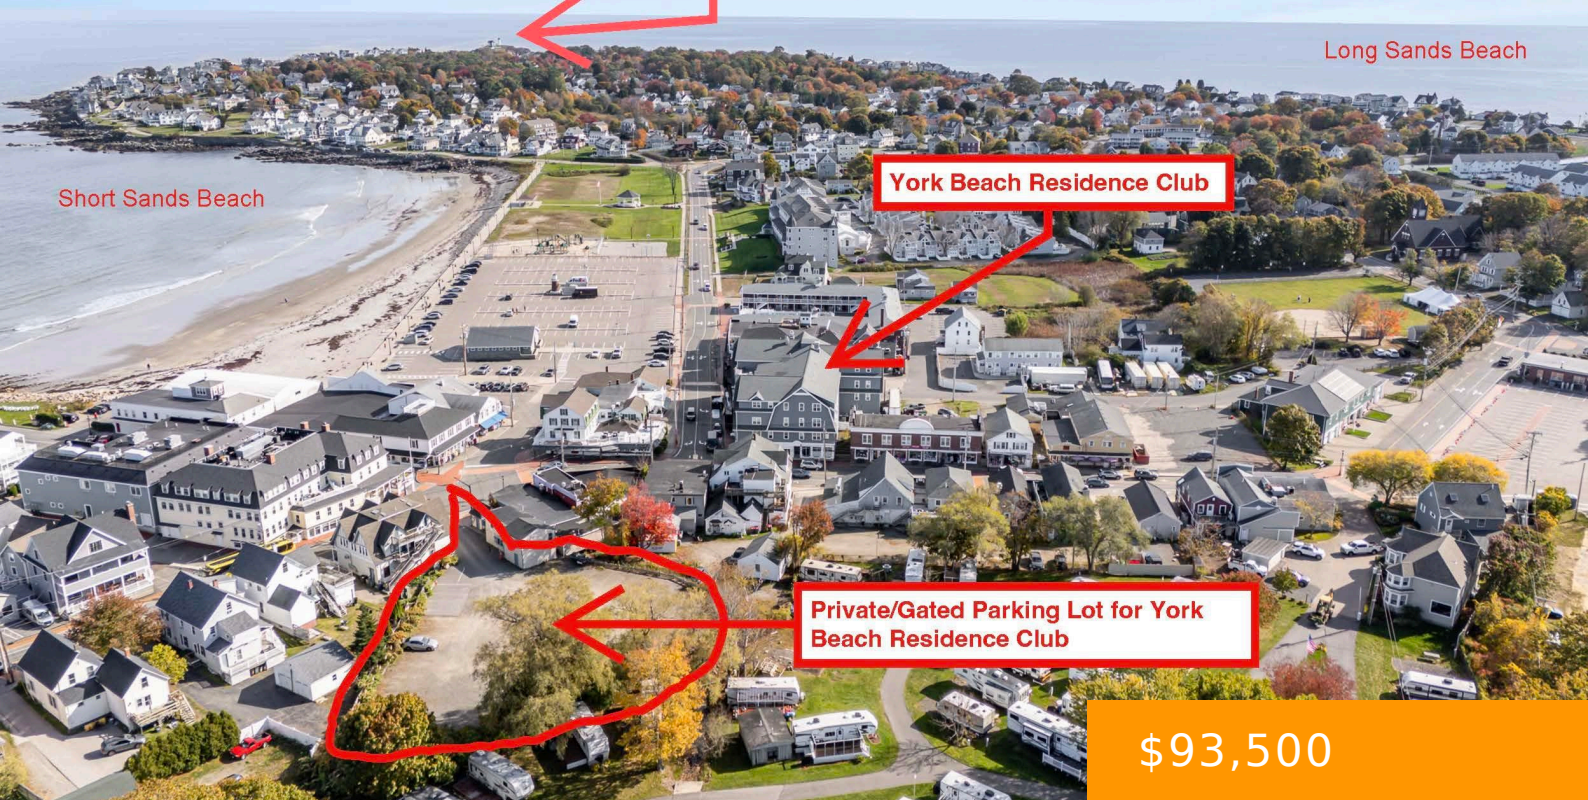 Long Sands Beach
York Beach Residence Club
Short Sands Beach
Private/Gated Parking Lot for York
Beach Residence Club
$93,500